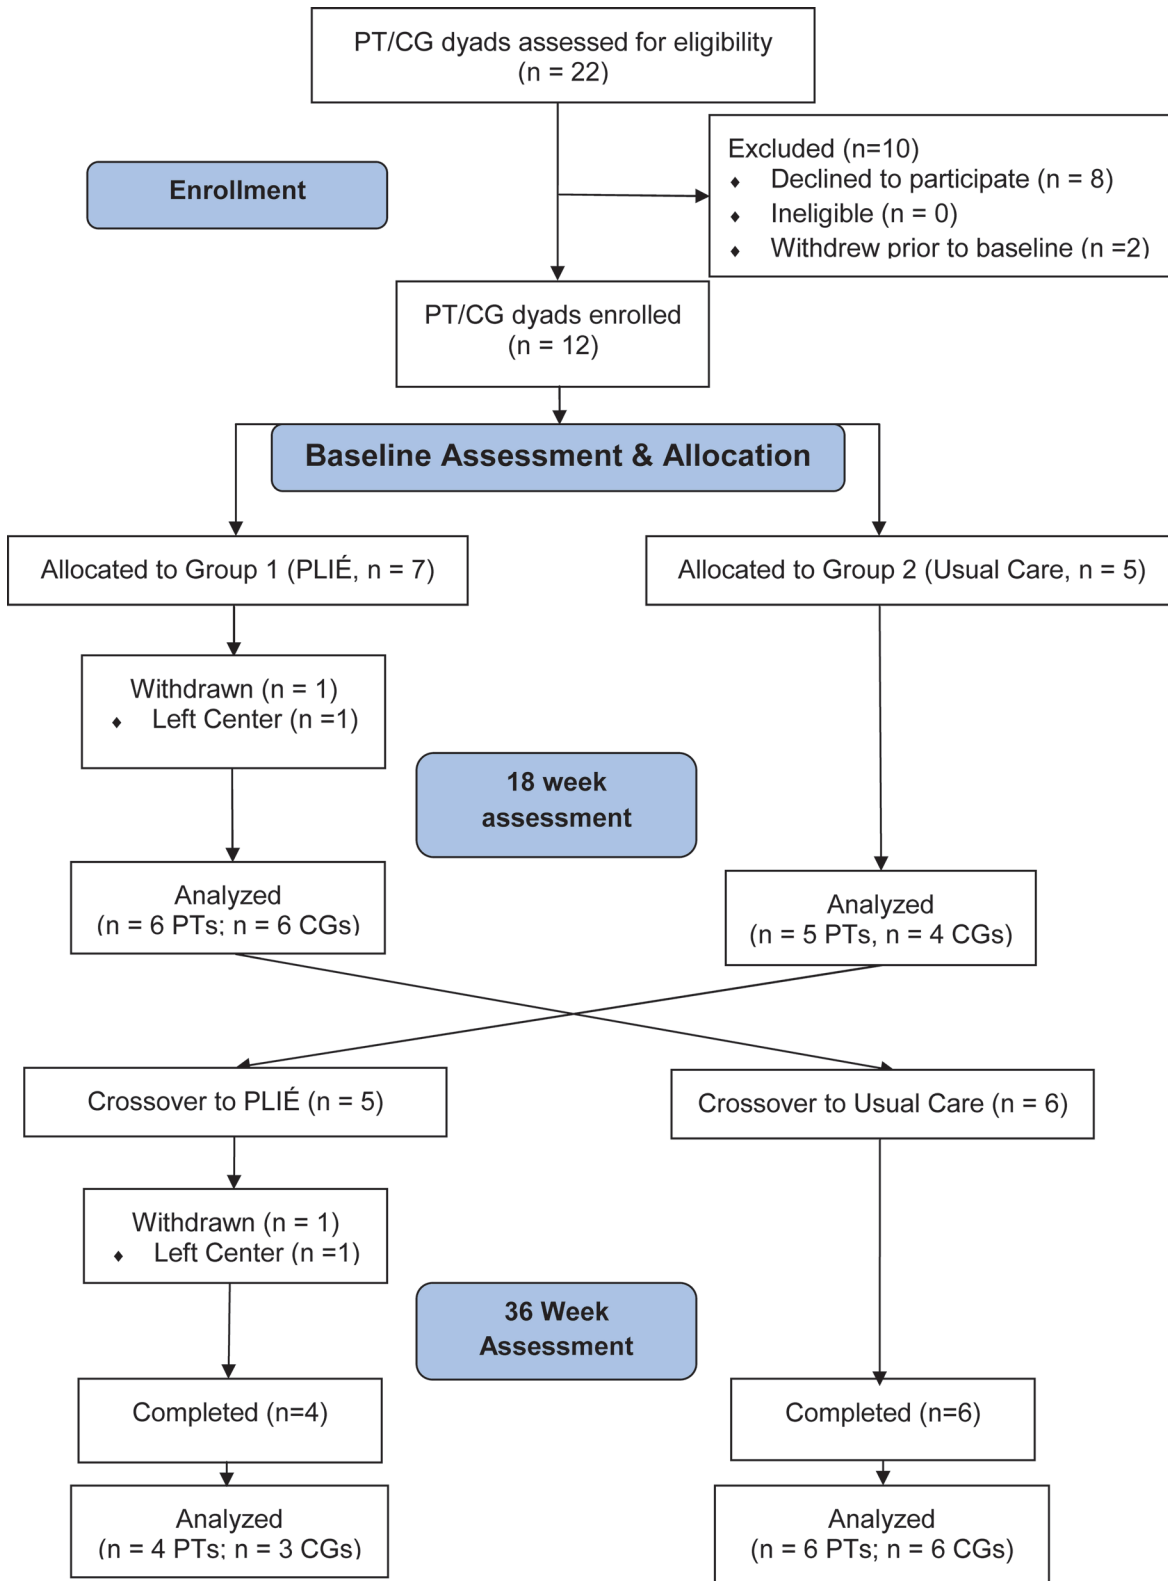 PT/CG dyads assessed for eligibility
(n = 22)
Excluded (n=10)
♦ Declined to participate (n = 8)
♦ Ineligible (n = 0)
♦ Withdrew prior to baseline (n =2)
Enrollment
PT/CG dyads enrolled
(n = 12)
Baseline Assessment & Allocation
Allocated to Group 1 (PLIÉ, n = 7)
Allocated to Group 2 (Usual Care, n = 5)
Withdrawn (n = 1)
♦ Left Center (n =1)
18 week
assessment
Analyzed
(n = 6 PTs; n = 6 CGs)
Analyzed
(n = 5 PTs, n = 4 CGs)
Crossover to PLIÉ (n = 5)
Crossover to Usual Care (n = 6)
Withdrawn (n = 1)
♦ Left Center (n =1)
36 Week
Assessment
Completed (n=4)
Completed (n=6)
Analyzed
(n = 4 PTs; n = 3 CGs)
Analyzed
(n = 6 PTs; n = 6 CGs)